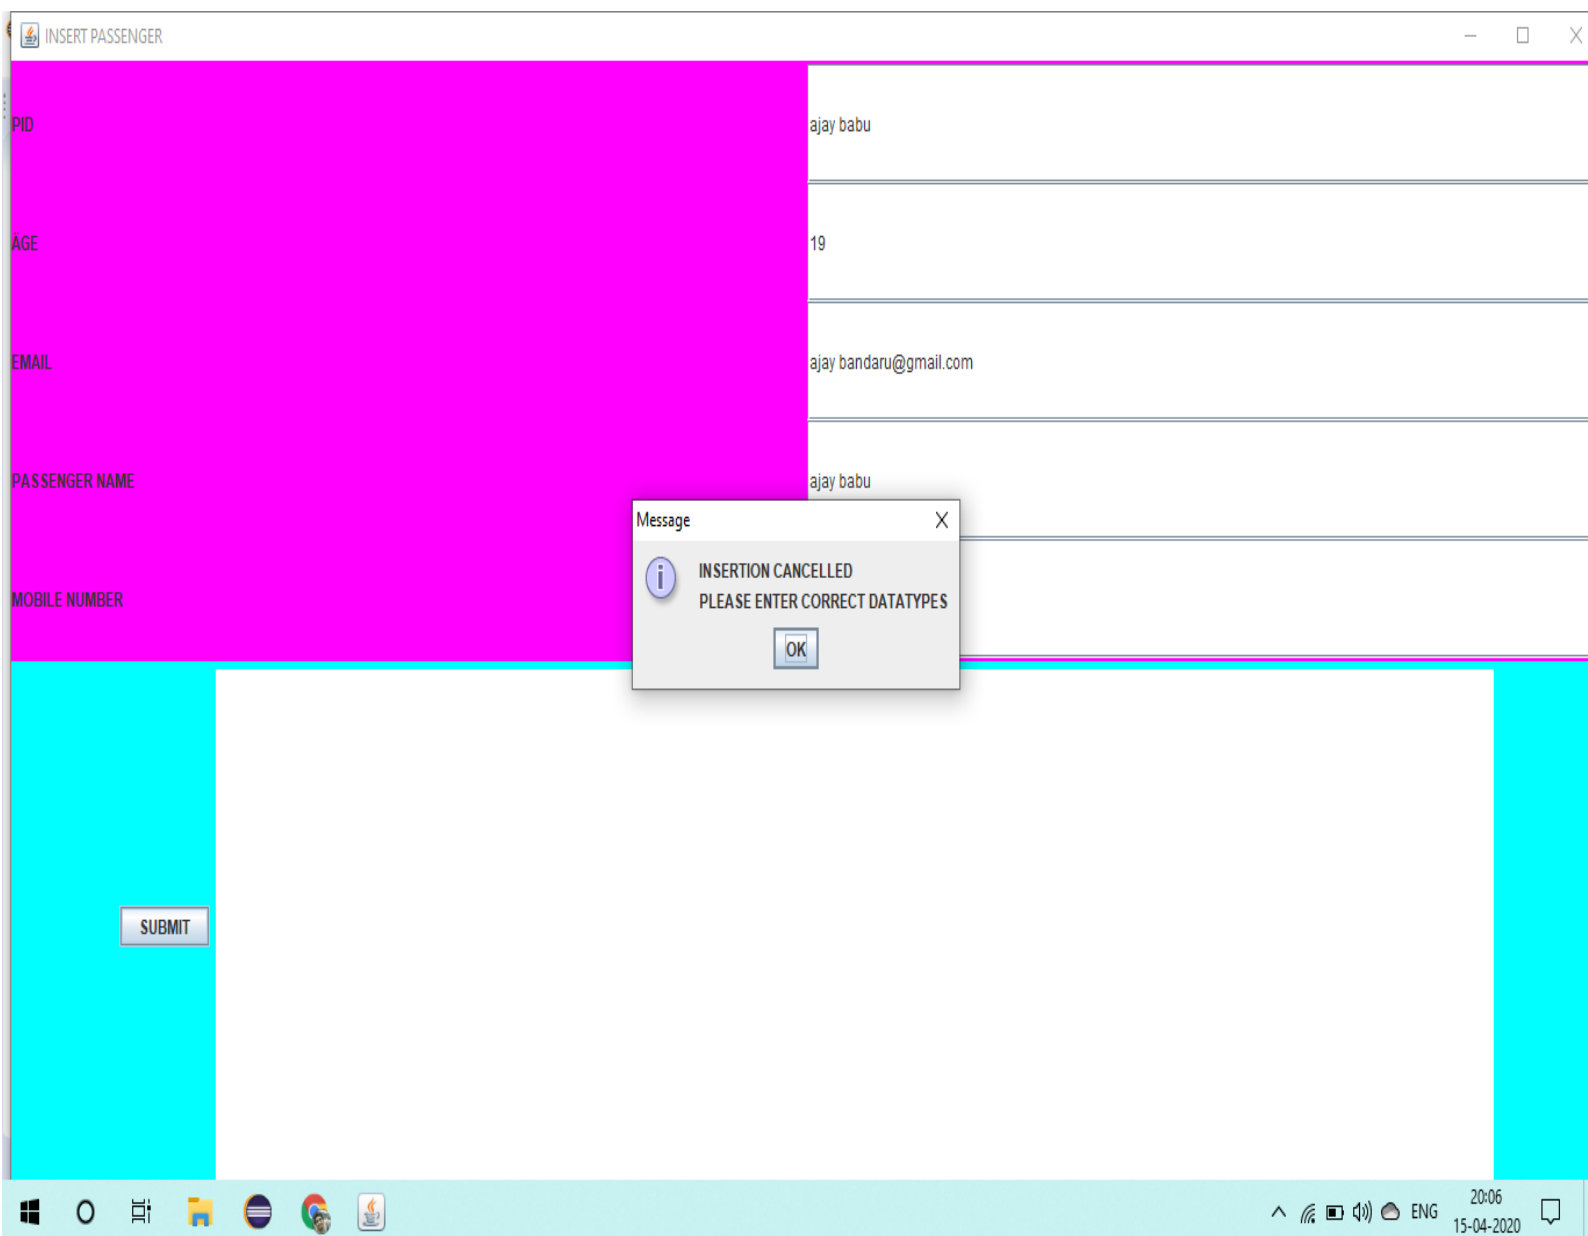 INSERT PASSENGER
PID
ajay babu
ÄGE
19
EMAIL
ajay bandaru@gmail.com
PASSENGER NAME
ajay babu
MOBILE NUMBER
Message
INSERTION CANCELLED
PLEASE ENTER CORRECT DATATYPES
OK
SUBMIT
ENG
20:06
15-04-2020